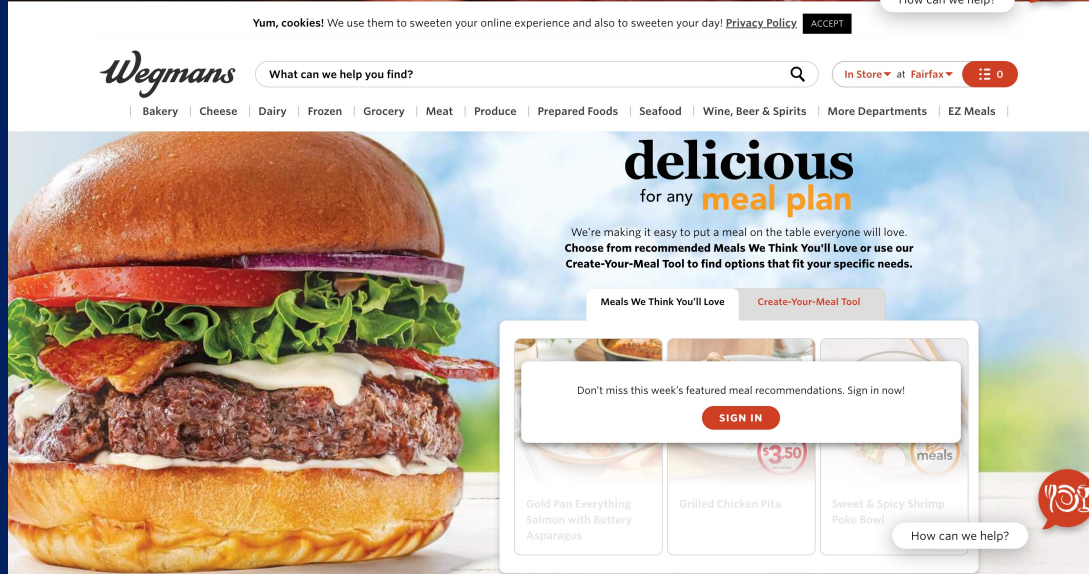 How can we help?
Yum, cookies! We use them to sweeten your online experience and also to sweeten your day! Privacy Policy ACCEPT
Wegmans
What can we help you find?
In Store at Fairfax 0
Bakery Cheese Dairy Frozen Grocery Meat Produce Prepared Foods Seafood Wine, Beer & Spirits More Departments EZ Meals
delicious
for any meal plan
We're making it easy to put a meal on the table everyone will love.
Choose from recommended Meals We Think You'll Love or use our
Create-Your-Meal Tool to find options that fit your specific needs.
Meals We Think You'll Love Create-Your-Meal Tool
Don't miss this week's featured meal recommendations. Sign in now!
SIGN IN
$3.50
meals
Gold Pan Everything
Salmon with Buttery
Asparagus
Grilled Chicken Pita
Sweet & Spicy Shrimp
Poke Bowl
How can we help?